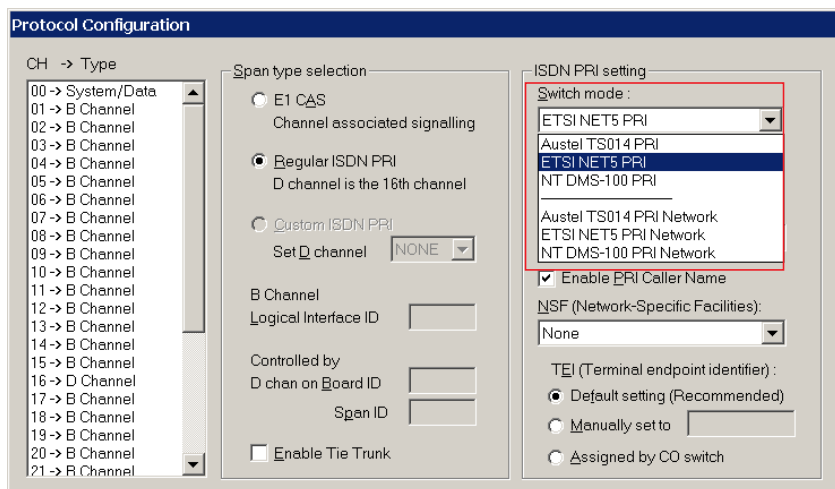 Protocol Configuration
CH -> Type
00 -> System/Data
01 -> B Channel
02 -> B Channel
03 -> B Channel
04 -> B Channel
05 -> B Channel
06 -> B Channel
07 -> B Channel
08 -> B Channel
09 -> B Channel
10 -> B Channel
11 -> B Channel
12 -> B Channel
13 -> B Channel
14 -> B Channel
15 -> B Channel
16 -> D Channel
17 -> B Channel
18 -> B Channel
19 -> B Channel
20 -> B Channel
21 -> B Channel
Span type selection
E1 CAS
Channel associated signalling
Regular ISDN PRI
D channel is the 16th channel
Custom ISDN PRI
Set D channel NONE
B Channel
Logical Interface ID
Controlled by
D chan on Board ID
Span ID
Enable Tie Trunk
ISDN PRI setting
Switch mode :
ETSI NET5 PRI
Austel TS014 PRI
ETSI NET5 PRI
NT DMS-100 PRI
Austel TS014 PRI Network
ETSI NET5 PRI Network
NT DMS-100 PRI Network
Enable PRI Caller Name
NSF (Network-Specific Facilities):
None
TEI (Terminal endpoint identifier) :
Default setting (Recommended)
Manually set to
Assigned by CO switch